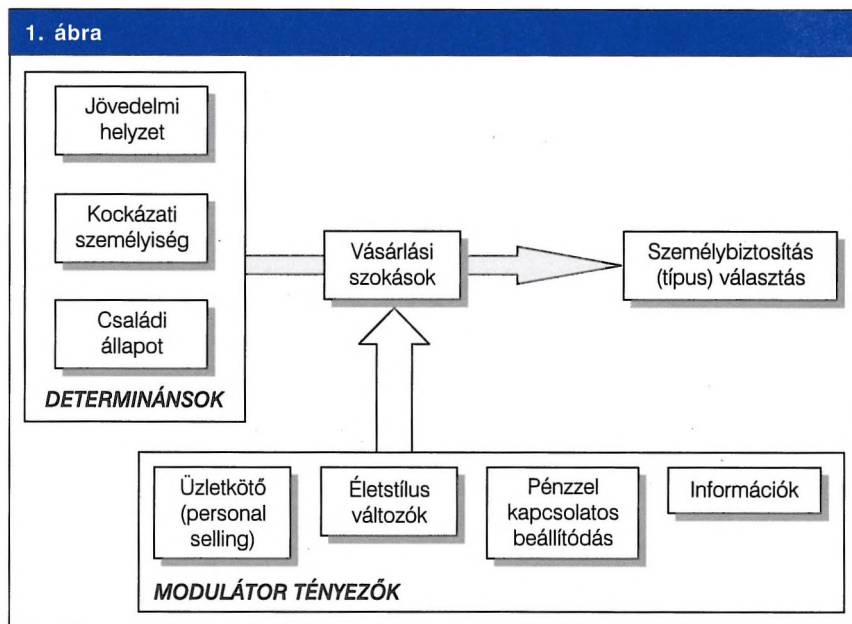 1. ábra
Jövedelmi
helyzet
Kockázati
személyiség
Családi
állapot
DETERMINÁNSOK
Vásárlási
szokások
Személybiztosítás
(típus) választás
Üzletkötő
(personal
selling)
Életstílus
változók
Pénzzel
kapcsolatos
beállítódás
Információk
MODULÁTOR TÉNYEZŐK